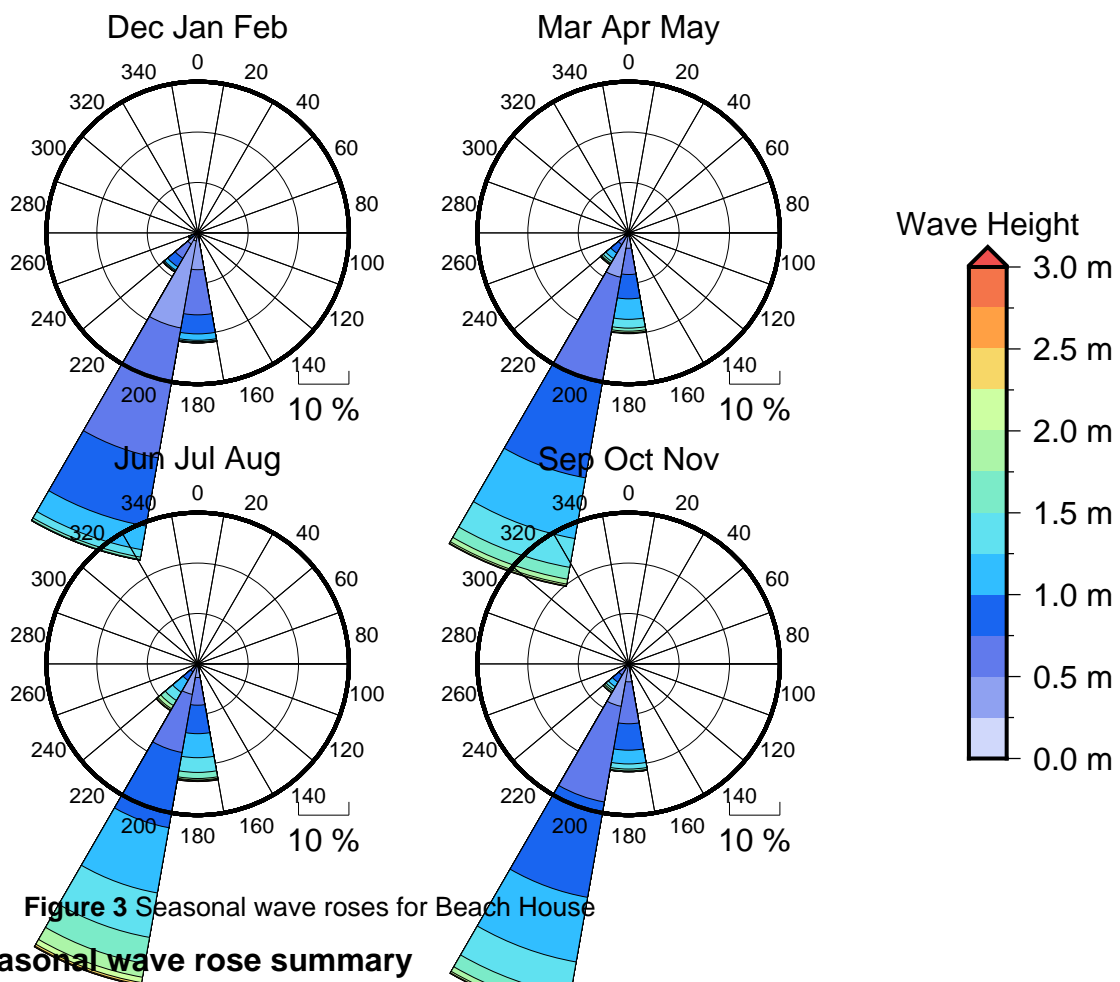 Dec Jan Feb
Mar Apr May
340 0 20
320 40
300 60
280 80
260 100
240 120
220 140
200 180 160
10 %
340 0 20
320 40
300 60
280 80
260 100
240 120
220 140
200 180 160
10 %
Wave Height
3.0 m
2.5 m
2.0 m
1.5 m
1.0 m
0.5 m
0.0 m
Jun Jul Aug
Sep Oct Nov
340 0 20
320 40
300 60
280 80
260 100
240 120
220 140
200 180 160
10 %
340 0 20
320 40
300 60
280 80
260 100
240 120
220 140
200 180 160
10 %
Figure 3 Seasonal wave roses for Beach House
asonal wave rose summary